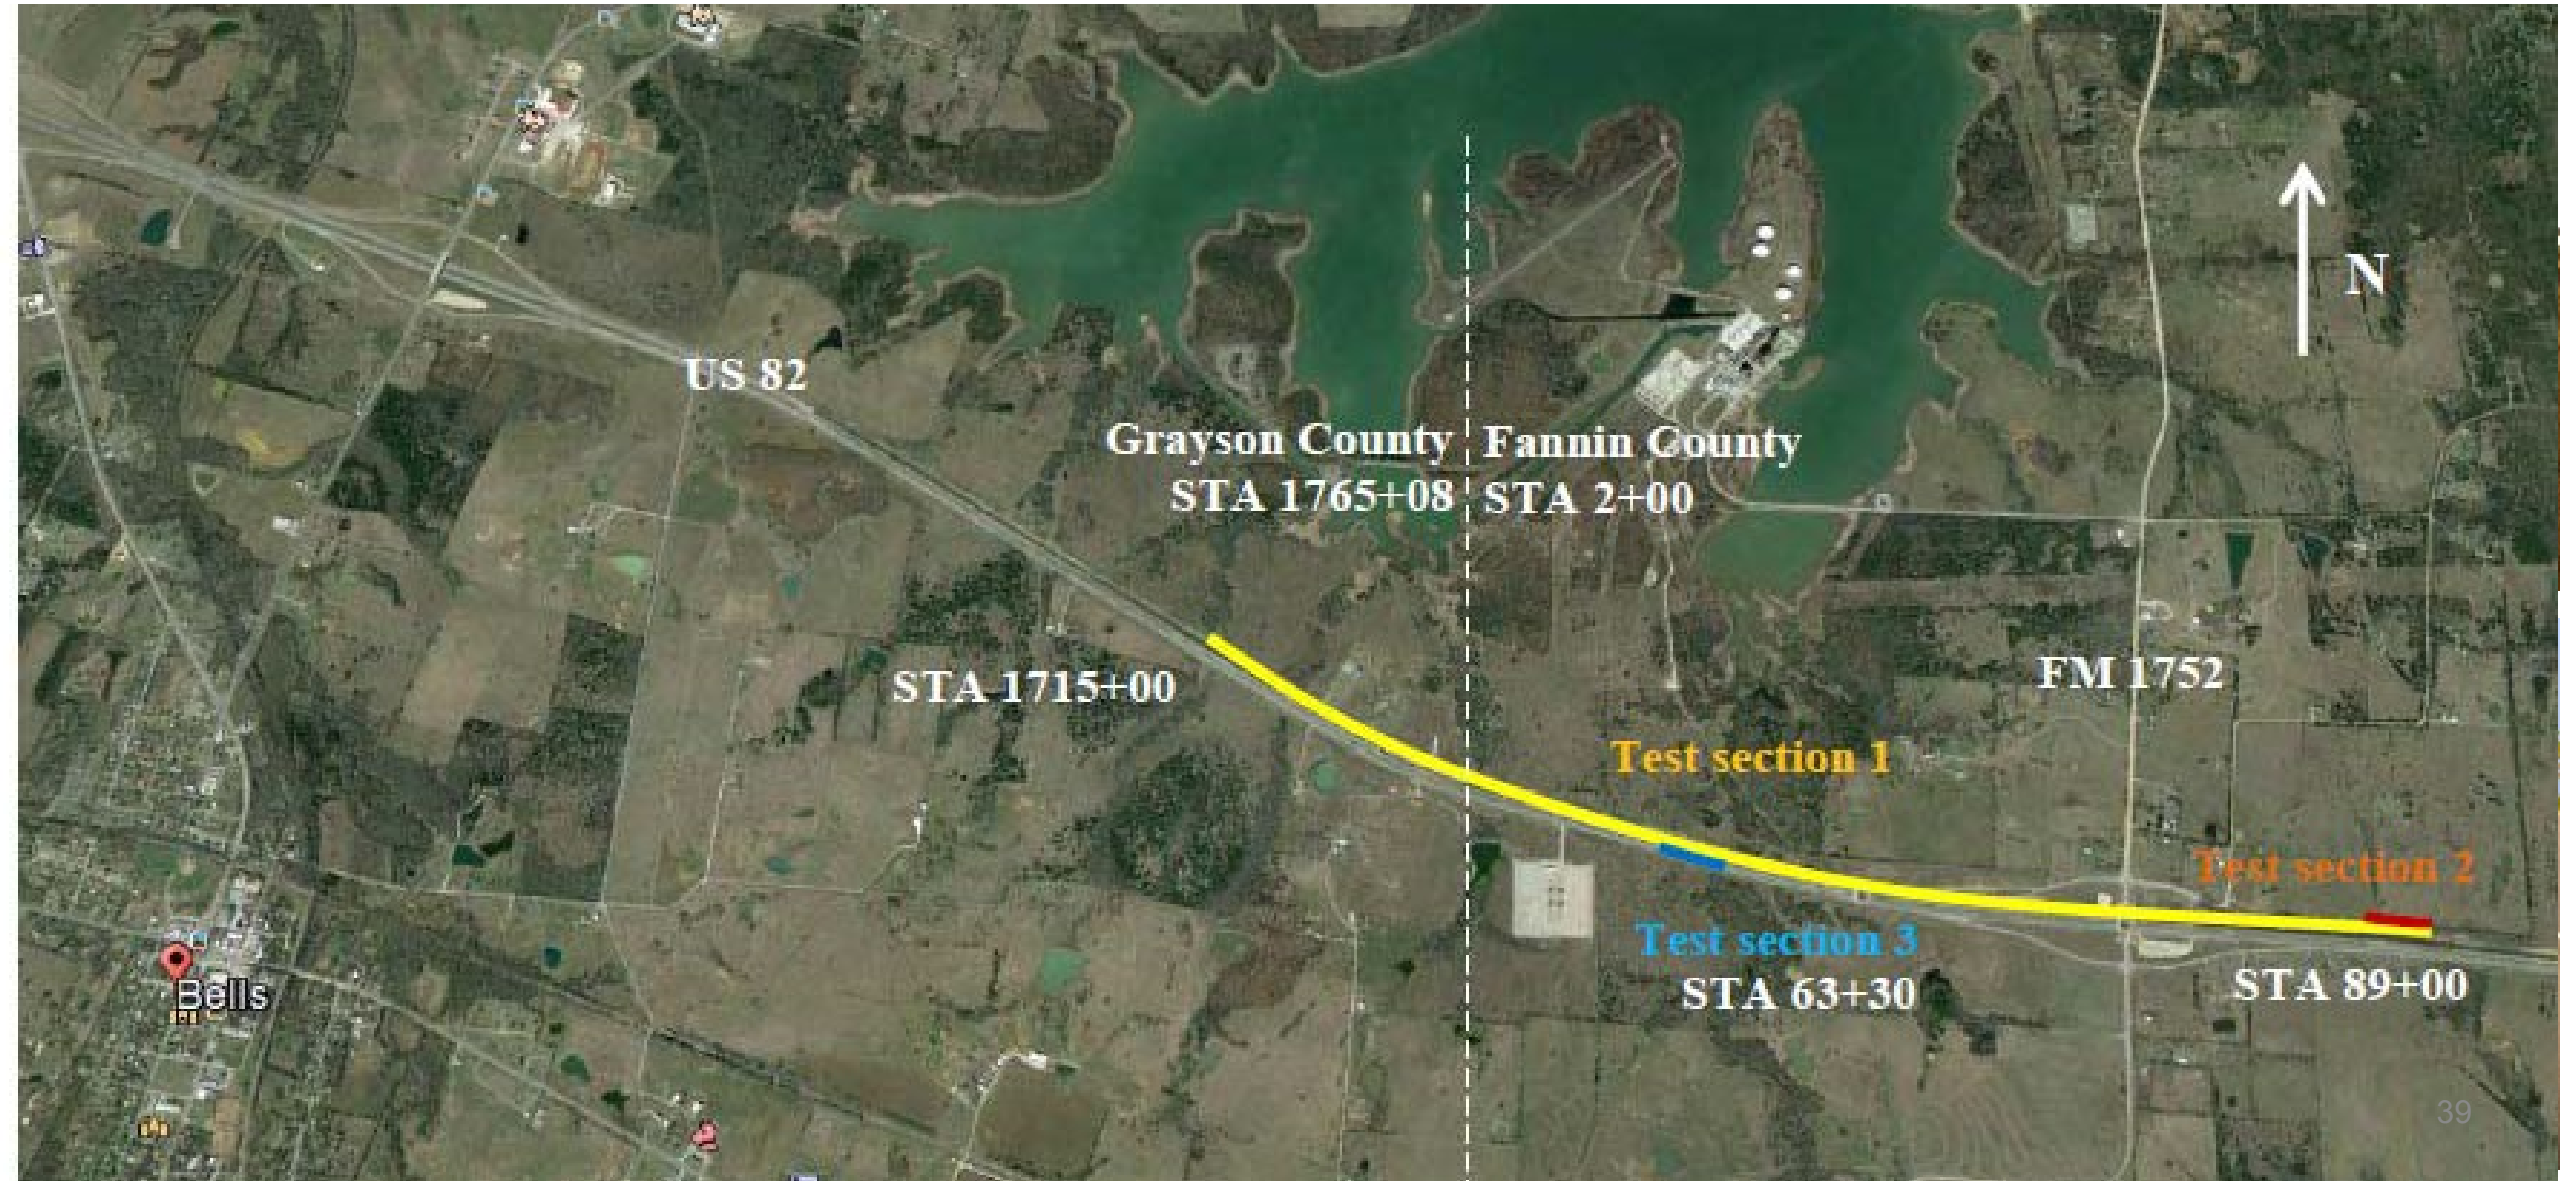 N
US 82
Grayson County
Fannin County
STA 1765+08
STA 2+00
FM 1752
STA 1715+00
Test section 1
Test section 2
Test section 3
STA 89+00
STA 63+30
Bells
39